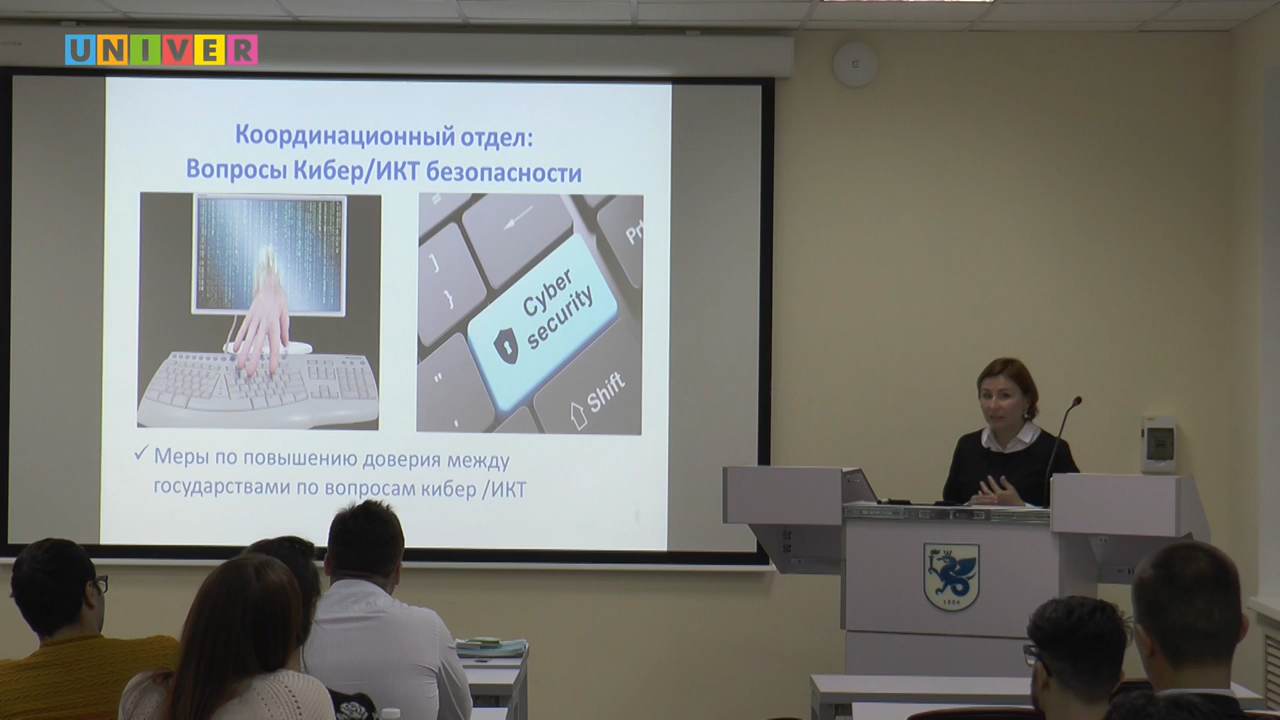 UNIVER
Координационный отдел:
Вопросы Кибер/ИКТ безопасности
Cyber
security
Shift
✓ Меры по повышению доверия между
государствами по вопросам кибер /ИКТ